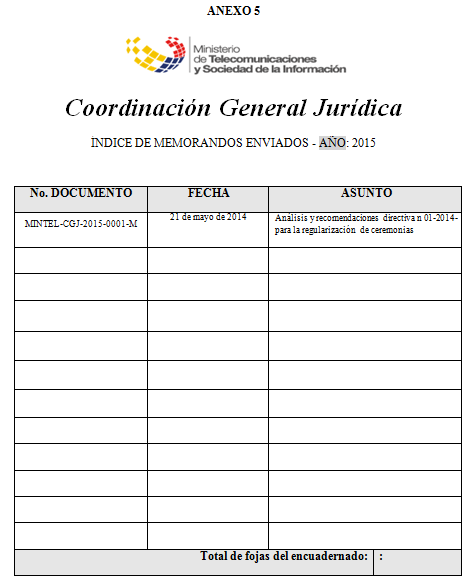 ANEXO 5
Ministerio
de Telecomunicaciones
y Sociedad de la Información
Coordinación General Jurídica
ÍNDICE DE MEMORANDOS ENVIADOS - AÑO: 2015
No. DOCUMENTO FECHA ASUNTO
MINTEL-CGJ-2015-0001-M 21 de mayo de 2014 Análisis y recomendaciones directiva n 01-2014-
para la regularización de ceremonias
Total de fojas del encuadernado: :